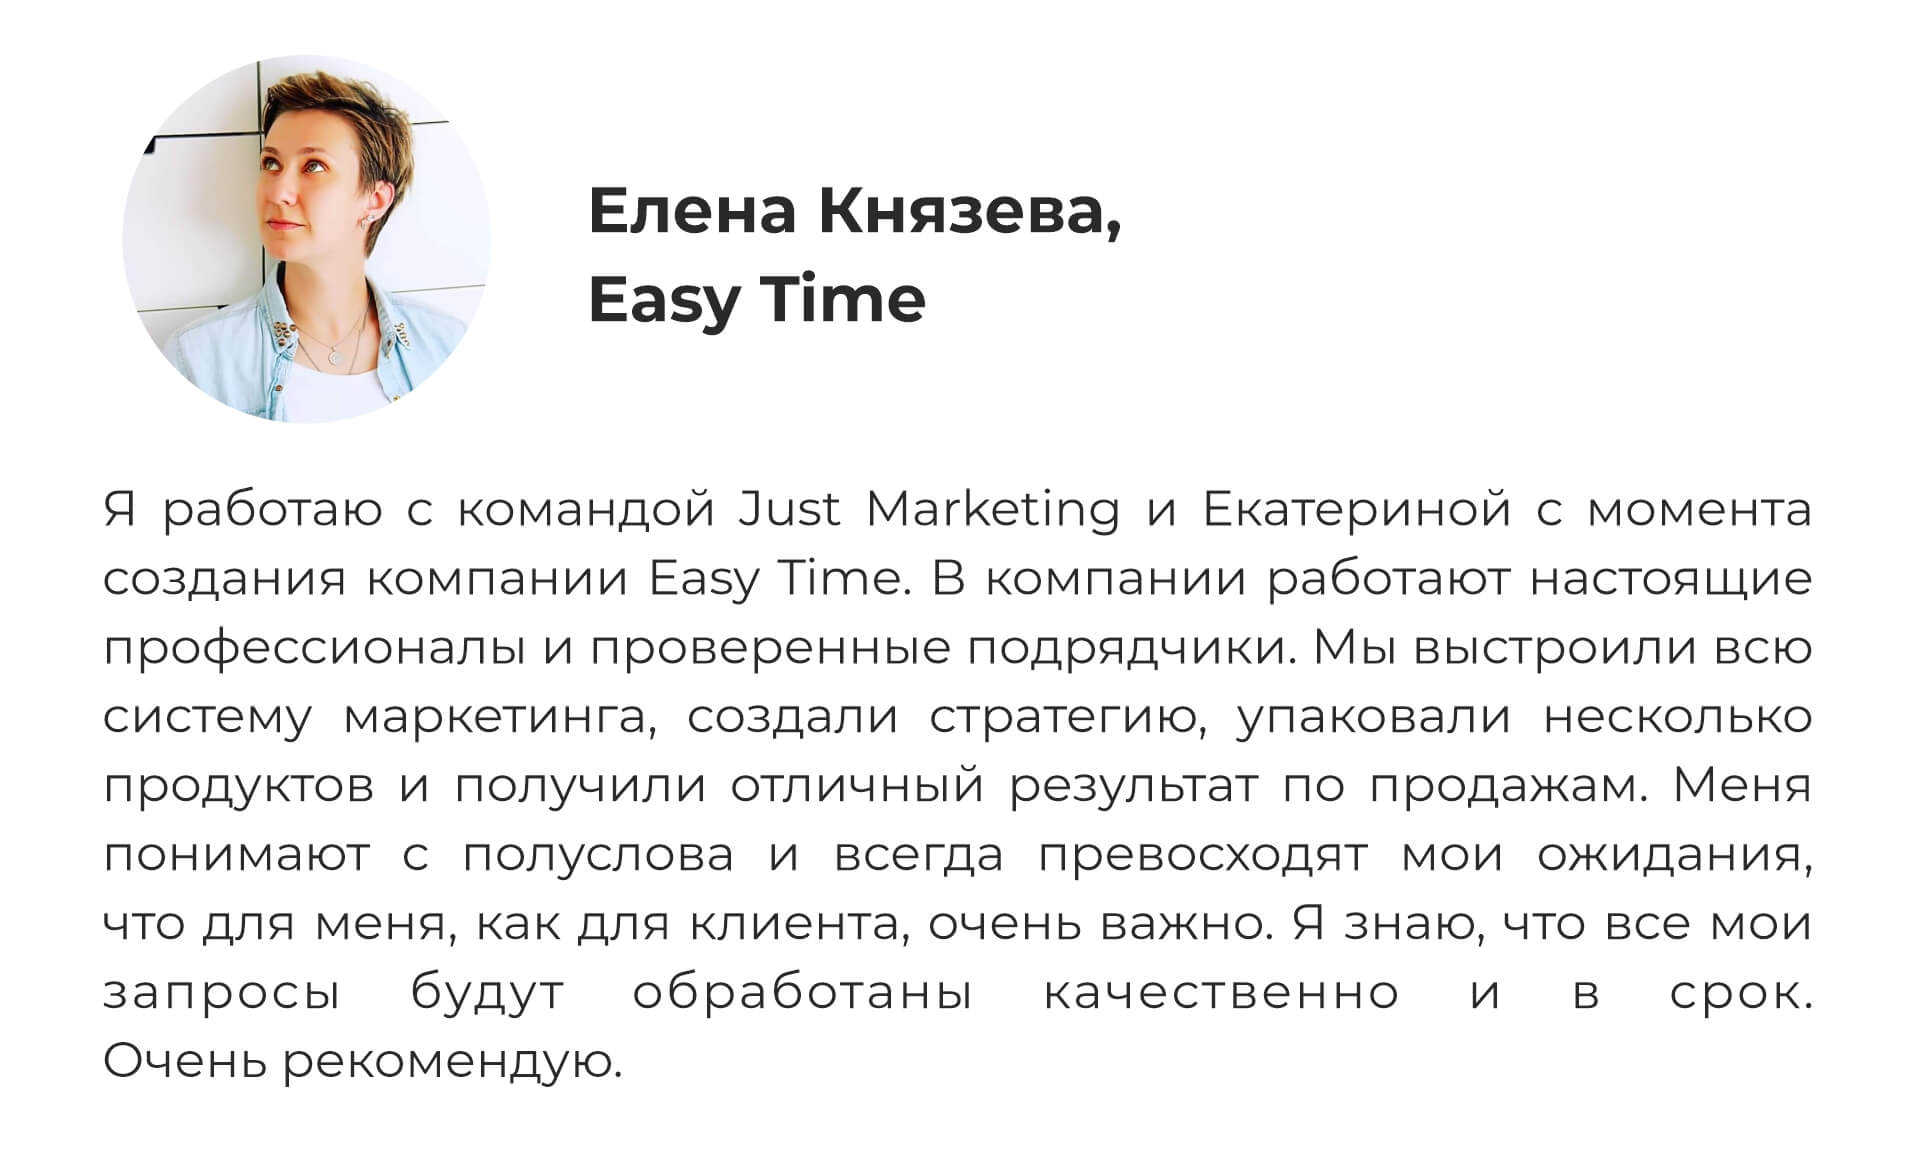 Елена Князева,
Easy Time
Я работаю с командой Just Marketing и Екатериной с момента
создания компании Easy Time. В компании работают настоящие
профессионалы и проверенные подрядчики. Мы выстроили всю
систему маркетинга, создали стратегию, упаковали несколько
продуктов и получили отличный результат по продажам. Меня
понимают с полуслова и всегда превосходят мои ожидания,
что для меня, как для клиента, очень важно. Я знаю, что все мои
запросы будут обработаны качественно и в срок.
Очень рекомендую.